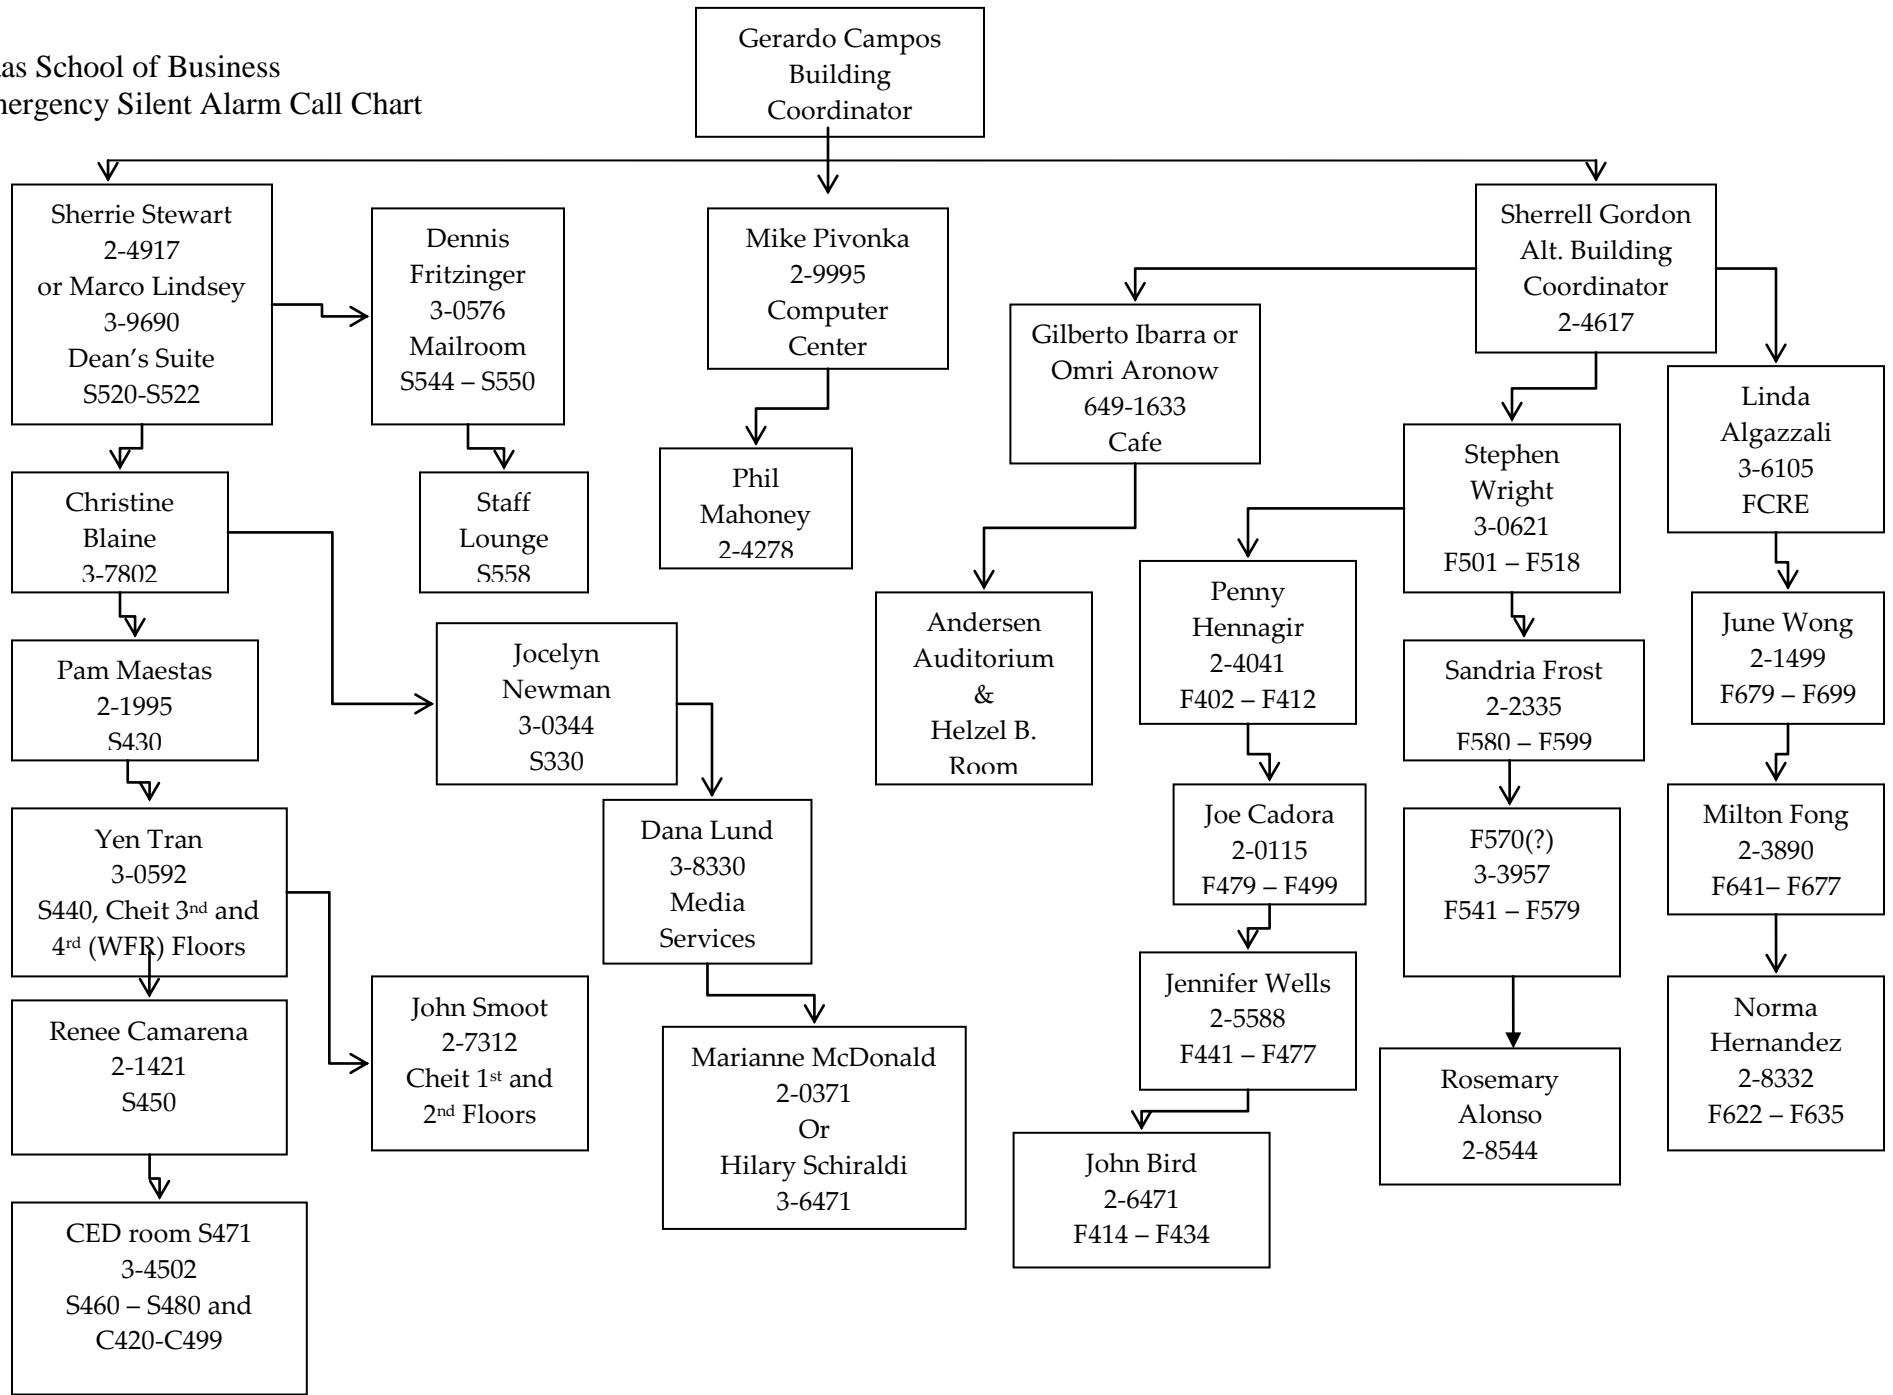 as School of Business
mergency Silent Alarm Call Chart
Gerardo Campos
Building
Coordinator
Sherrie Stewart
2-4917
or Marco Lindsey
3-9690
Dean’s Suite
S520-S522
Dennis
Fritzinger
3-0576
Mailroom
S544 – S550
Mike Pivonka
2-9995
Computer
Center
Sherrell Gordon
Alt. Building
Coordinator
2-4617
Gilberto Ibarra or
Omri Aronow
649-1633
Cafe
Linda
Algazzali
3-6105
FCRE
Stephen
Wright
3-0621
F501 – F518
Christine
Blaine
3-7802
Staff
Lounge
S558
Phil
Mahoney
2-4278
Andersen
Auditorium
&
Helzel B.
Room
Penny
Hennagir
2-4041
F402 – F412
Sandria Frost
2-2335
F580 – F599
June Wong
2-1499
F679 – F699
Pam Maestas
2-1995
S430
Jocelyn
Newman
3-0344
S330
Yen Tran
3-0592
S440, Cheit 3nd and
4rd (WFR) Floors
Dana Lund
3-8330
Media
Services
Joe Cadora
2-0115
F479 – F499
F570(?)
3-3957
F541 – F579
Milton Fong
2-3890
F641– F677
Renee Camarena
2-1421
S450
John Smoot
2-7312
Cheit 1st and
2nd Floors
Marianne McDonald
2-0371
Or
Hilary Schiraldi
3-6471
Jennifer Wells
2-5588
F441 – F477
Rosemary
Alonso
2-8544
Norma
Hernandez
2-8332
F622 – F635
John Bird
2-6471
F414 – F434
CED room S471
3-4502
S460 – S480 and
C420-C499